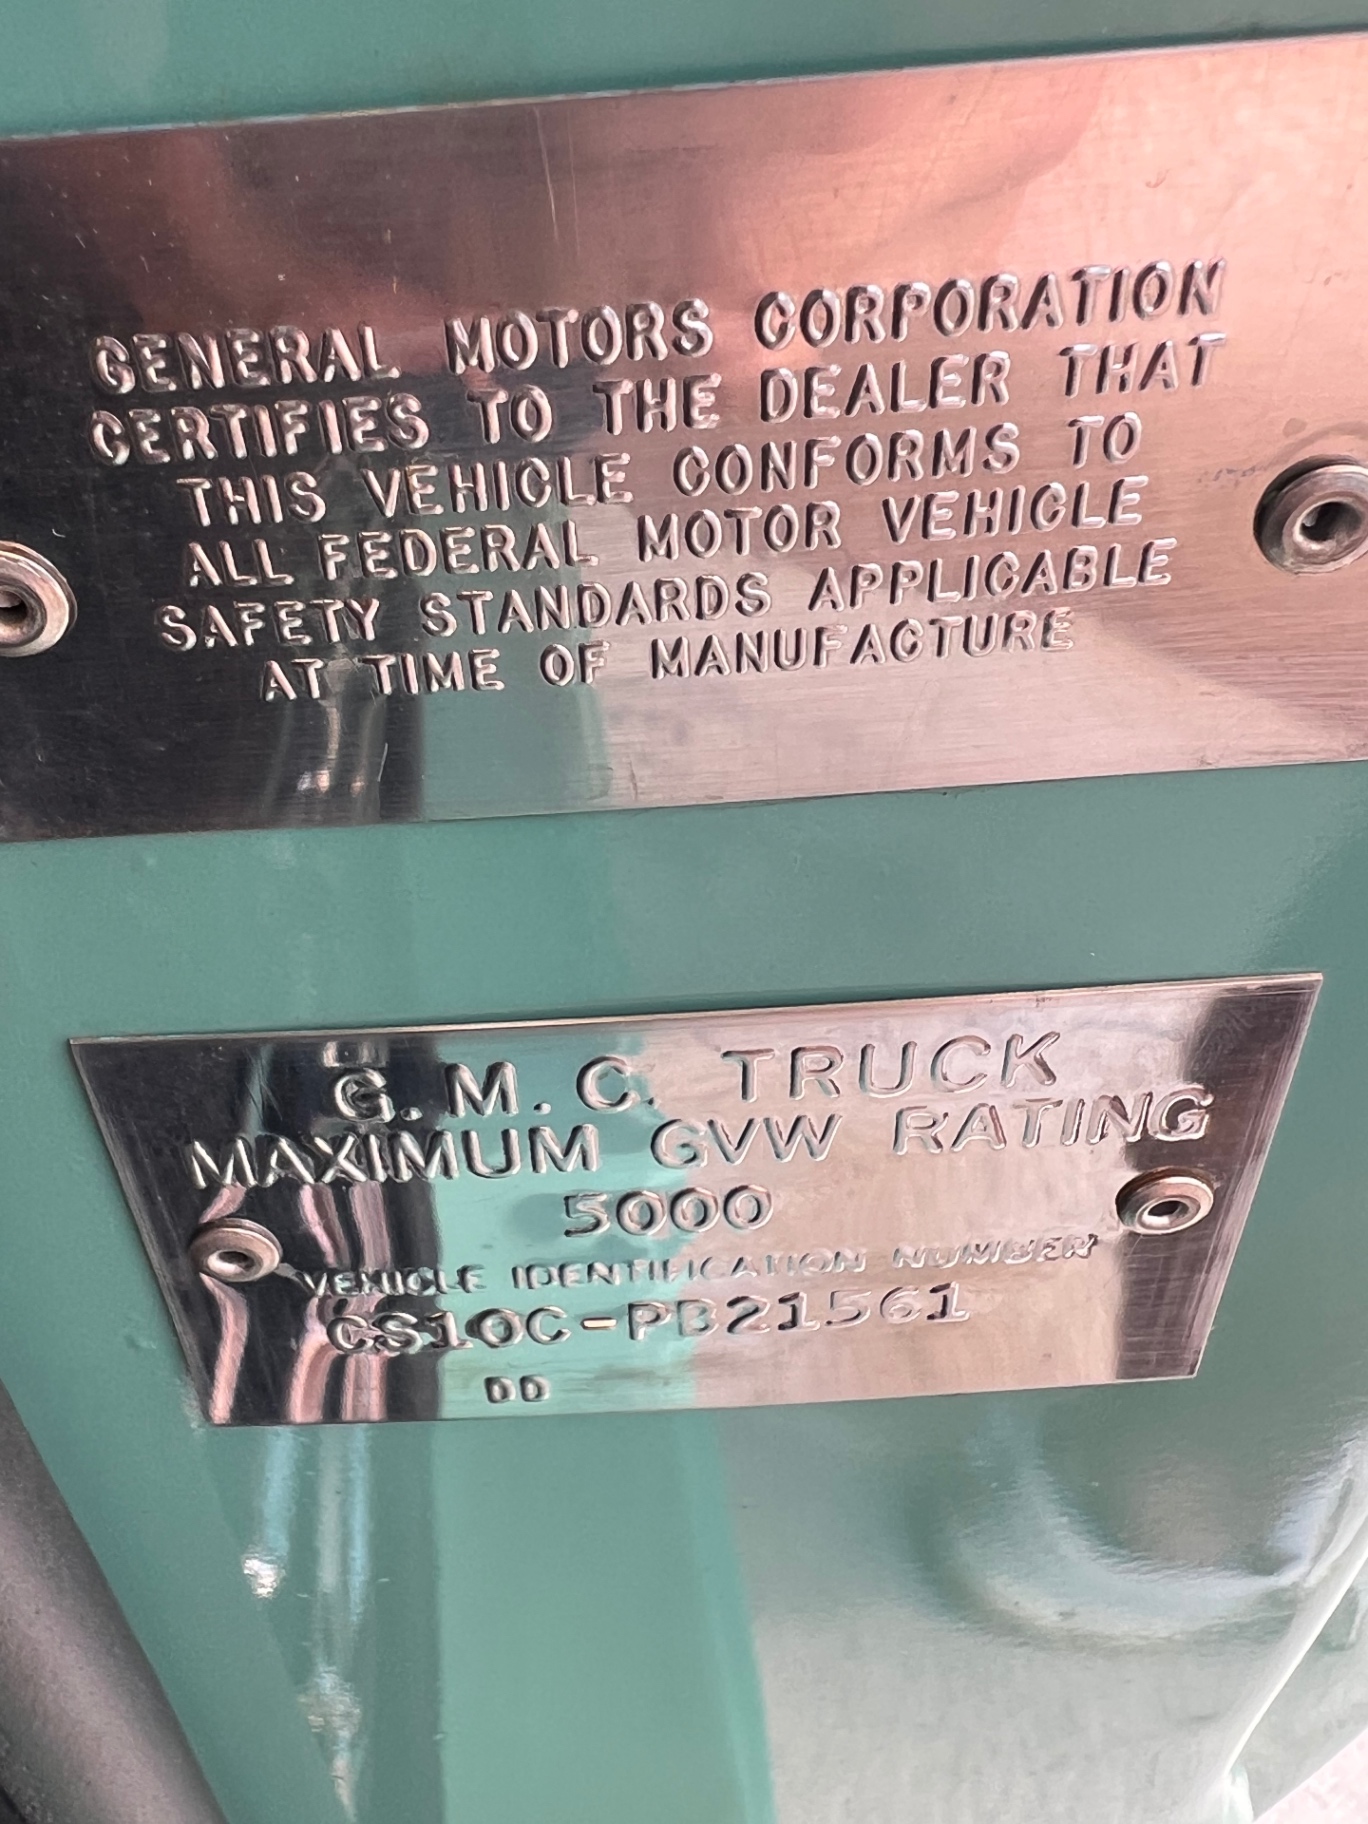 GENERAL MOTORS CORPORATION
CERTIFIES TO THE DEALER THAT
THIS VEHICLE CONFORMS TO
ALL FEDERAL MOTOR VEHICLE
SAFETY STANDARDS APPLICABLE
AT TIME OF MANUFACTURE
G.M.C. TRUCK
MAXIMUM GVW RATING
5000
VEHICLE IDENTIFICATION NUMBER
CS10C-PB21561
DD